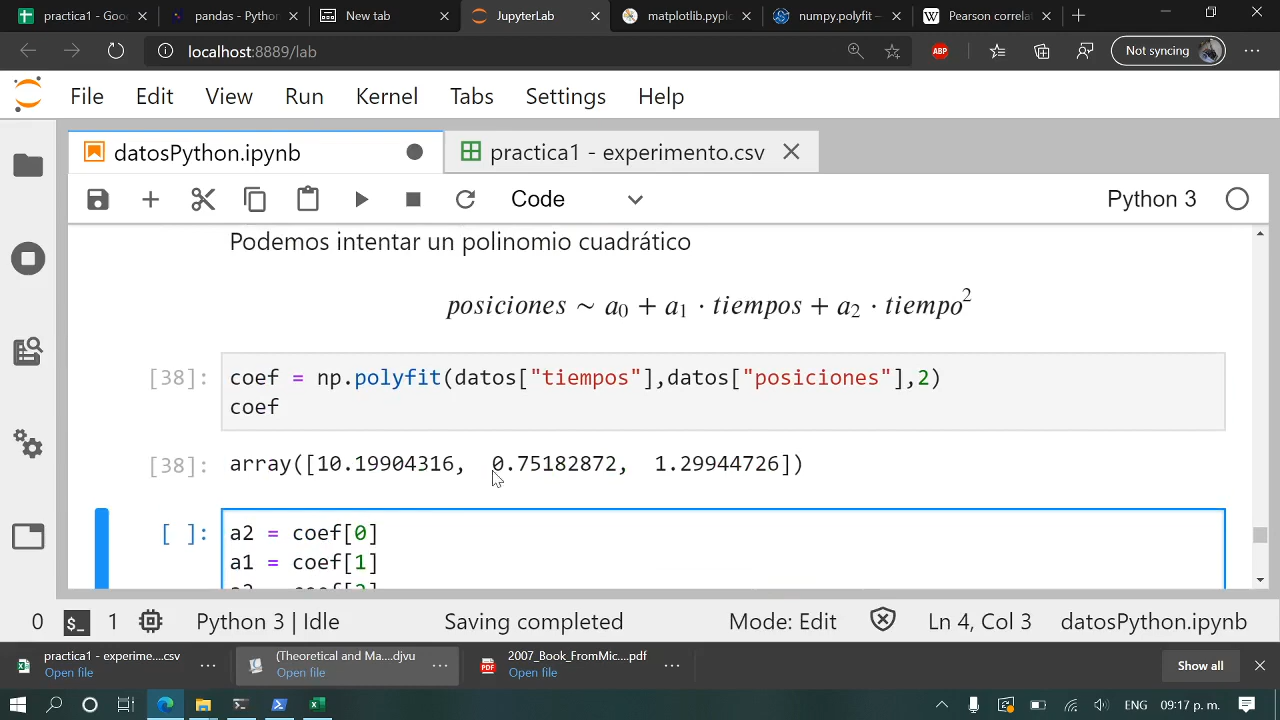 practica1 - Goo
pandas - Python
New tab
JupyterLab
matplotlib.pyplo
numpy.polyfit —
Pearson correlat
localhost:8889/lab
ABP
Not syncing
File Edit View Run Kernel Tabs Settings Help
datosPython.ipynb
practica1 - experimento.csv
Code
Python 3
Podemos intentar un polinomio cuadrático
posiciones ∼ a0 + a1 · tiempos + a2 · tiempo²
[38]: coef = np.polyfit(datos["tiempos"],datos["posiciones"],2)
coef
[38]: array([10.19904316, 0.75182872, 1.29944726])
[ ]: a2 = coef[0]
a1 = coef[1]
0 $_ 1 Python 3 | Idle Saving completed Mode: Edit Ln 4, Col 3 datosPython.ipynb
practica1 - experime....csv
Open file
(Theoretical and Ma....djvu
Open file
2007_Book_FromMic....pdf
Open file
Show all
ENG 09:17 p. m.